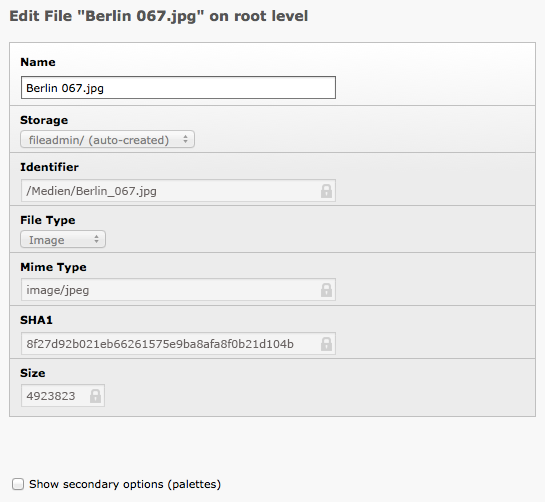 Edit File "Berlin 067.jpg" on root level
Name
Berlin 067.jpg
Storage
fileadmin/ (auto-created)
Identifier
/Medien/Berlin_067.jpg
File Type
Image
Mime Type
image/jpeg
SHA1
8f27d92b021eb66261575e9ba8afa8f0b21d104b
Size
4923823
Show secondary options (palettes)